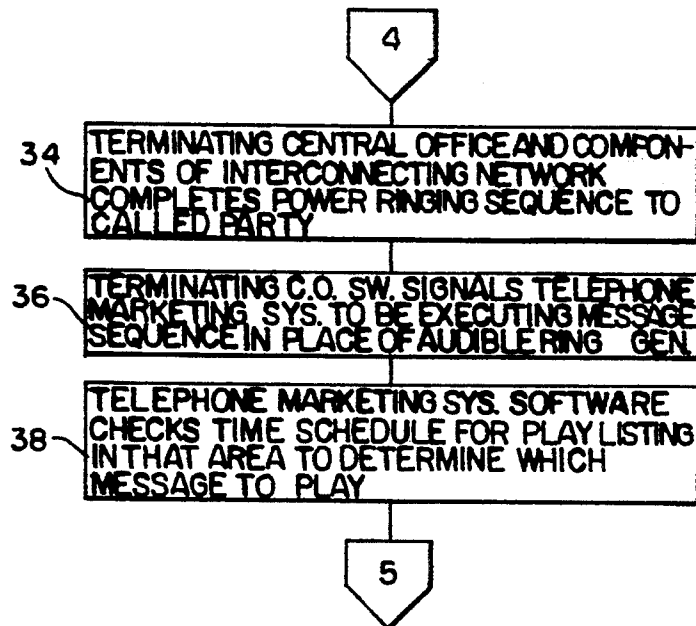 4
34
TERMINATING CENTRAL OFFICE AND COMPON-
ENTS OF INTERCONNECTING NETWORK
COMPLETES POWER RINGING SEQUENCE TO
CALLED PARTY
36
TERMINATING C.O. SW. SIGNALS TELEPHONE
MARKETING SYS. TO BE EXECUTING MESSAGE
SEQUENCE IN PLACE OF AUDIBLE RING GEN.
38
TELEPHONE MARKETING SYS. SOFTWARE
CHECKS TIME SCHEDULE FOR PLAY LISTING
IN THAT AREA TO DETERMINE WHICH
MESSAGE TO PLAY
5